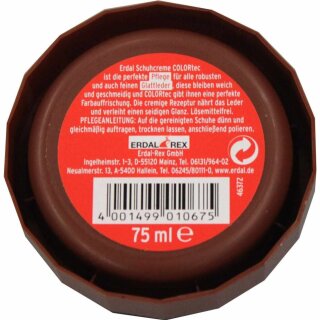 Erdal Schuhcreme COLORtec
ist die perfekte Pflege für alle robusten
und auch feinen Glattleder, diese bleiben weich
und geschmeidig und COLORtec gibt ihnen eine perfekte
Farbauffrischung. Die cremige Rezeptur nährt das Leder
und verleiht einen seidigen Glanz. Lösemittelfrei.
PFLEGEANLEITUNG: Auf die gereinigten Schuhe dünn und
gleichmäßig auftragen, trocknen lassen, anschließend polieren.
ERDAL REX
Erdal-Rex GmbH
Ingelheimstr. 1-3, D-55120 Mainz, Tel. 06131/964-02
Neualmerstr. 13, A-5400 Hallein, Tel. 06245/80111-0, www.erdal.de
46372
4 001499 010675
75 ml e